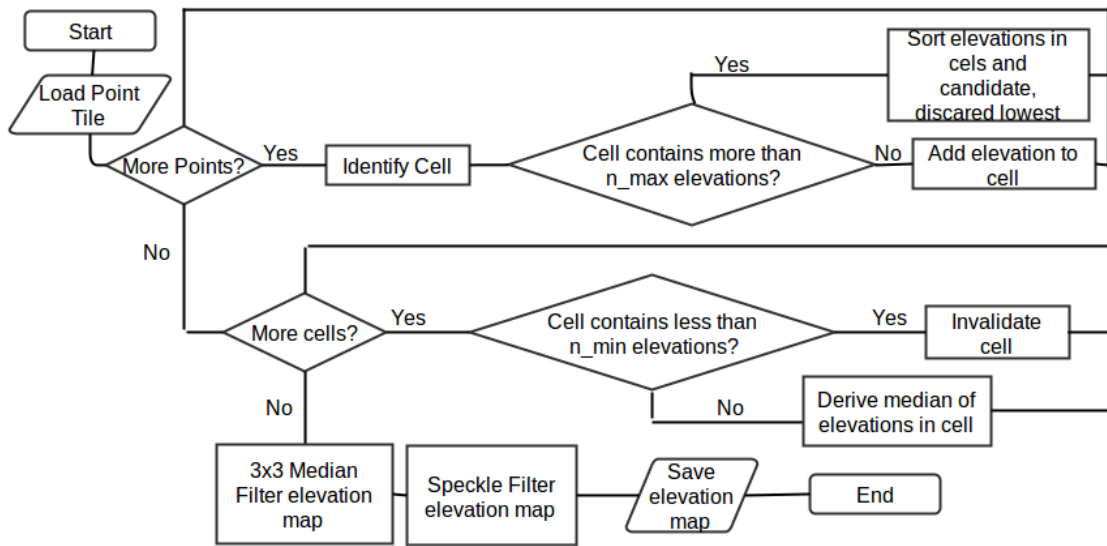 Start
Load Point
Tile
More Points?
Yes
Identify Cell
Cell contains more than
n_max elevations?
Yes
Sort elevations in
cels and
candidate,
discared lowest
No
Add elevation to
cell
No
More cells?
Yes
Cell contains less than
n_min elevations?
Yes
Invalidate
cell
No
Derive median of
elevations in cell
No
3x3 Median
Filter elevation
map
Speckle Filter
elevation map
Save
elevation
map
End